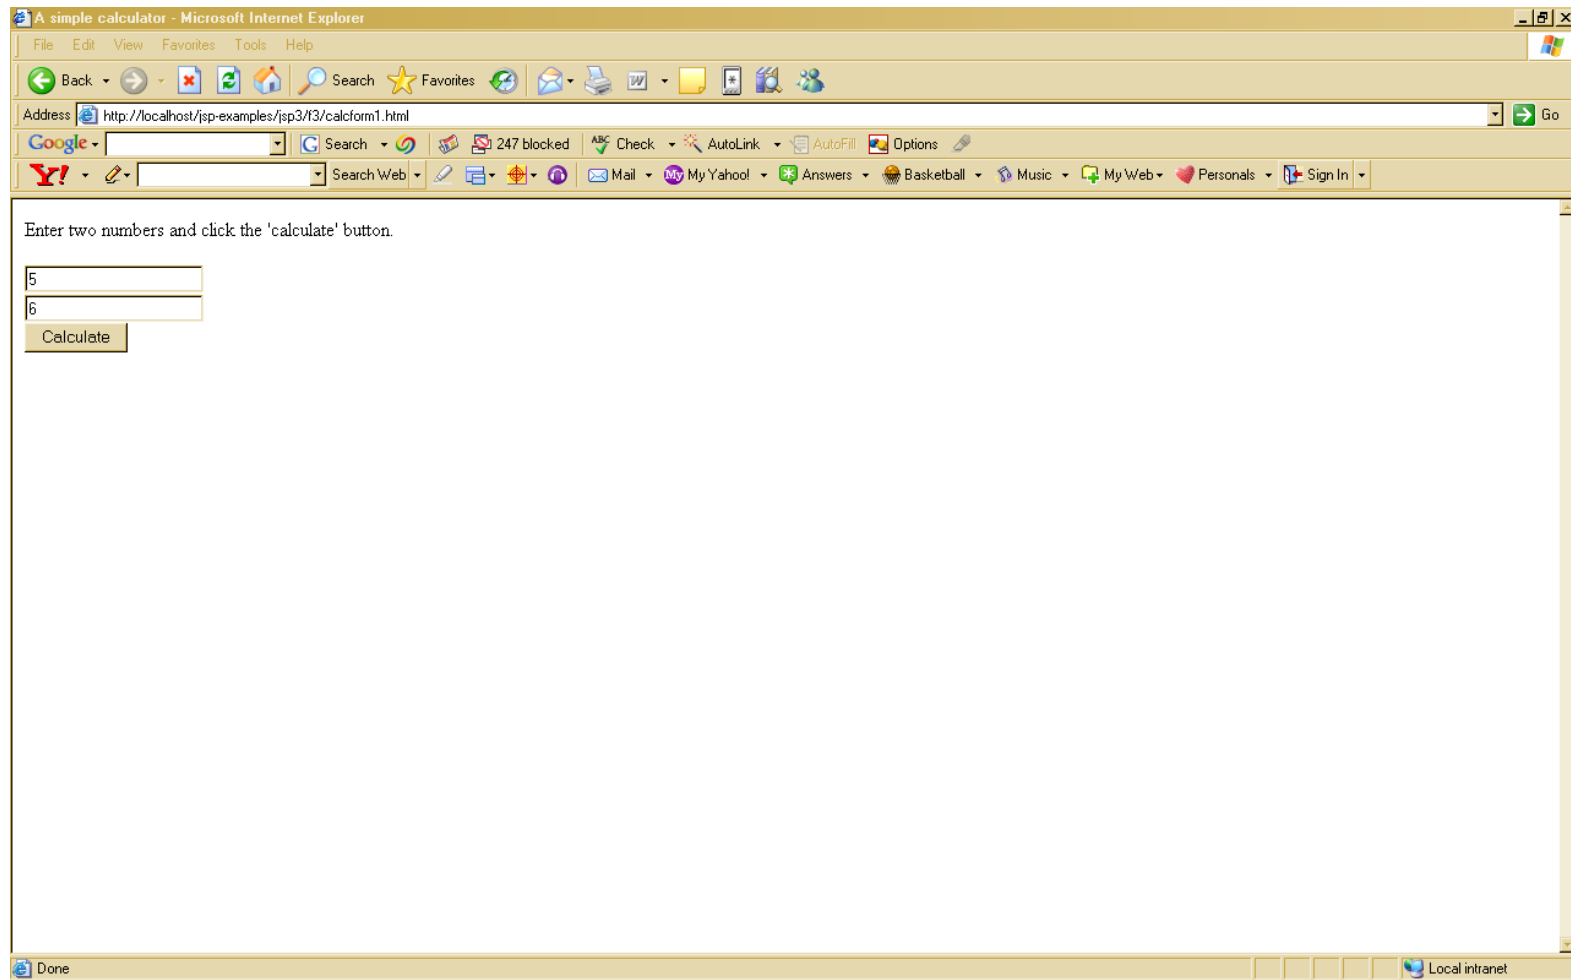 A simple calculator - Microsoft Internet Explorer
File Edit View Favorites Tools Help
Back Search Favorites
Address http://localhost/jsp-examples/jsp3/f3/calcform1.html Go
Google Search 247 blocked ABC Check AutoLink AutoFill Options
Y! Search Web Mail My My Yahoo! Answers Basketball Music My Web Personals Sign In
Enter two numbers and click the 'calculate' button.
5
6
Calculate
Done Local intranet